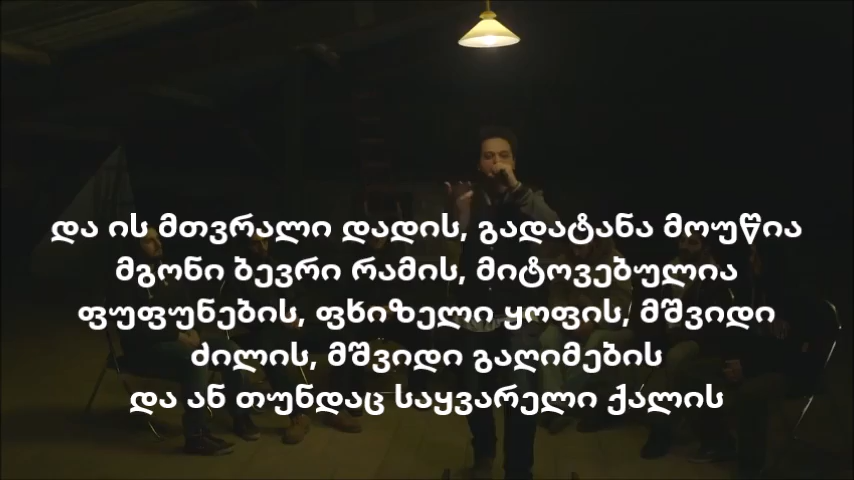 და ის მთვრალი დადის, გადატანა მოუწია
მგონი ბევრი რამის, მიტოვებულია
ფუფუნების, ფხიზელი ყოფის, მშვიდი
ძილის, მშვიდი გაღიმების
და ან თუნდაც საყვარელი ქალის